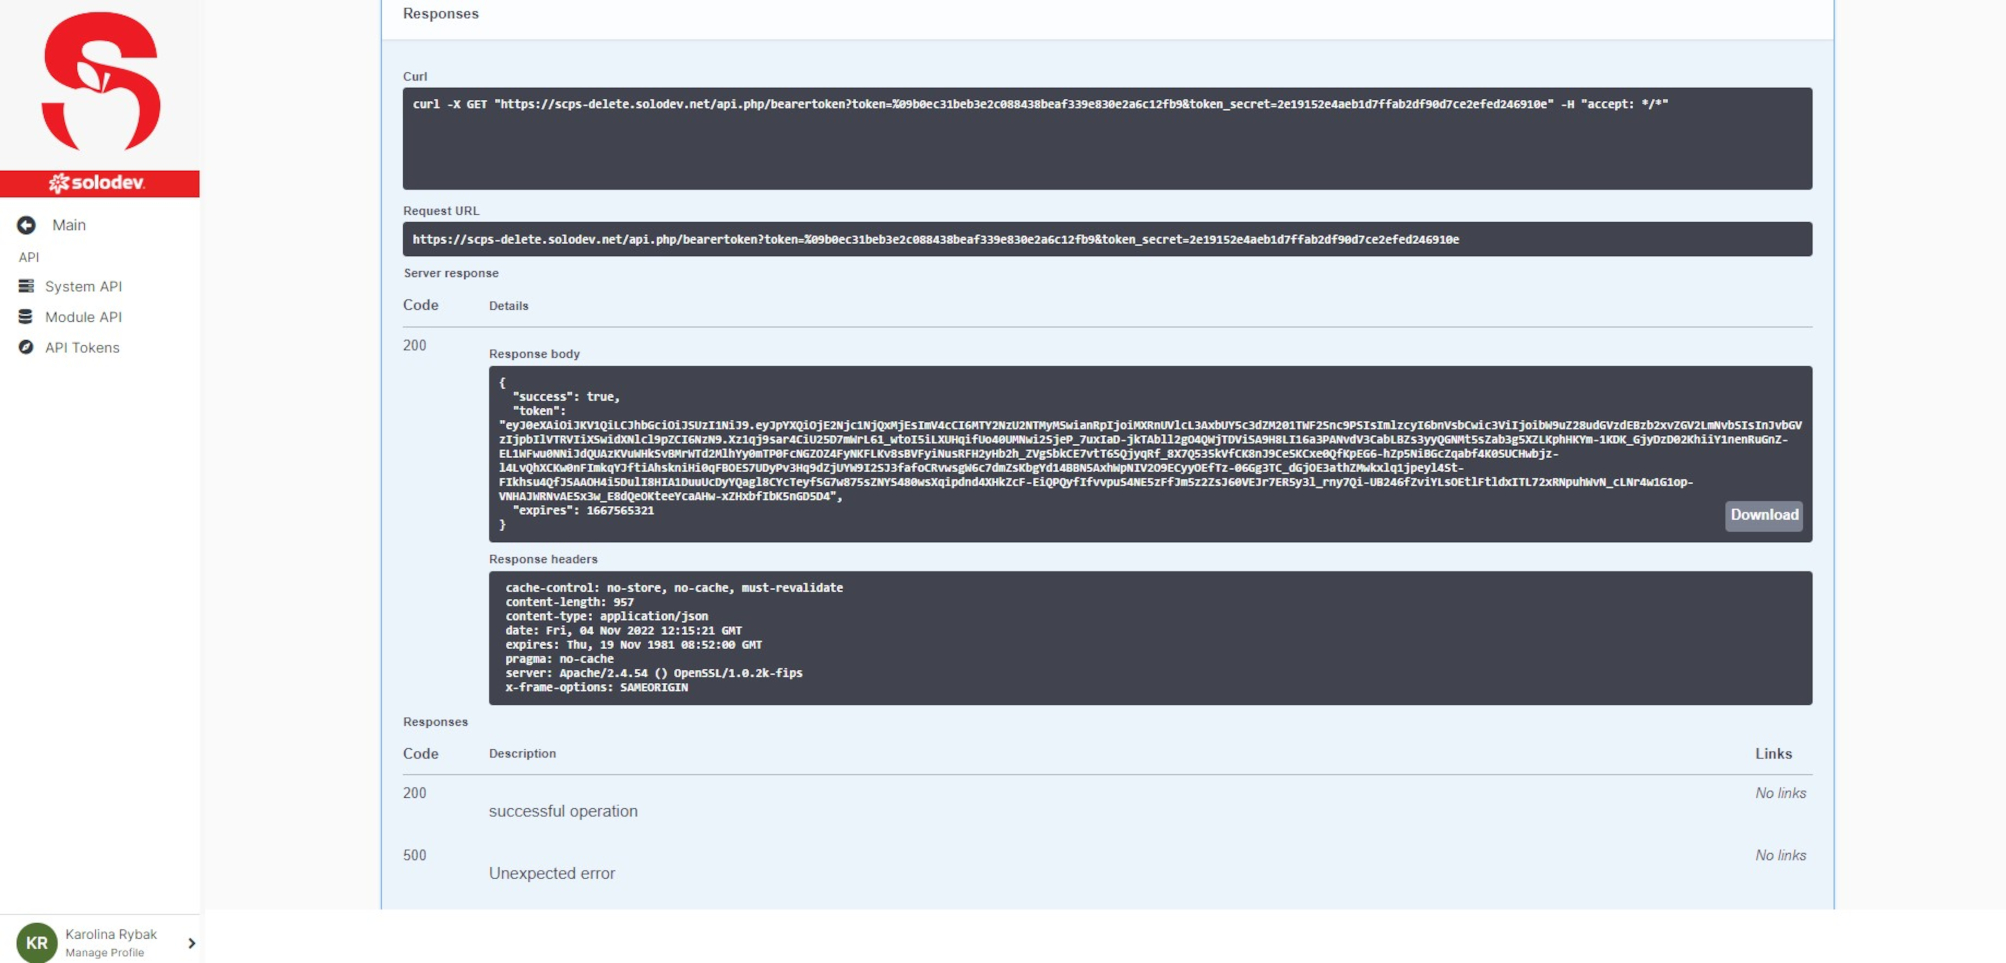 solodev
Main
API
System API
Module API
API Tokens
KR
Karolina Rybak
Manage Profile
Responses
Curl
curl -X GET "https://scps-delete.solodev.net/api.php/bearertoken?token=%09b0ec31beb3e2c088438beaf339e830e2a6c12fb9&token_secret=2e19152e4aeb1d7ffab2df90d7ce2efed246910e" -H "accept: */*"
Request URL
https://scps-delete.solodev.net/api.php/bearertoken?token=%09b0ec31beb3e2c088438beaf339e830e2a6c12fb9&token_secret=2e19152e4aeb1d7ffab2df90d7ce2efed246910e
Server response
Code Details
200
Response body
{
"success": true,
"token":
"expires": 1667565321
}
Download
Response headers
cache-control: no-store, no-cache, must-revalidate
content-length: 957
content-type: application/json
date: Fri, 04 Nov 2022 12:15:21 GMT
expires: Thu, 19 Nov 1981 08:52:00 GMT
pragma: no-cache
server: Apache/2.4.54 () OpenSSL/1.0.2k-fips
x-frame-options: SAMEORIGIN
Responses
Code Description Links
200 No links
successful operation
500 No links
Unexpected error